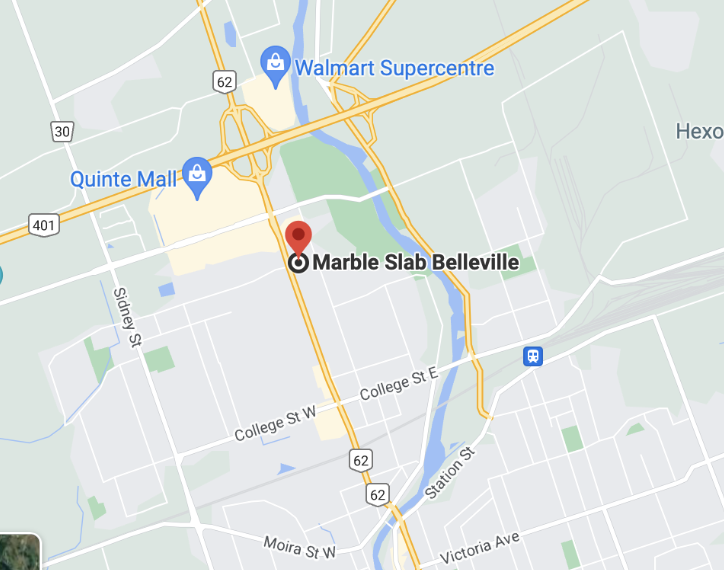 Walmart Supercentre
62
30
Hexo
Quinte Mall
401
Marble Slab Belleville
Sidney St
College St E
College St W
62
62
Station St
Moira St W
Victoria Ave